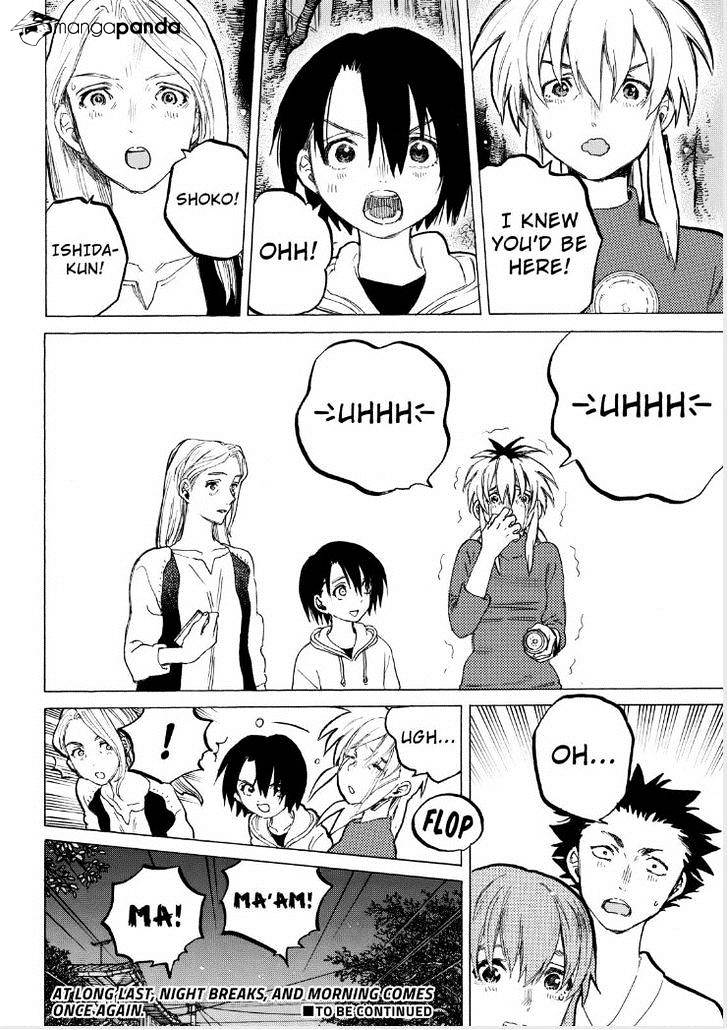 mangapanda
I KNEW
YOU'D BE
HERE!
OHH!
SHOKO!
ISHIDA-
KUN!
UHHH
UHHH
OH...
UGH...
FLOP
!
MA'AM!
MA!
AT LONG LAST, NIGHT BREAKS, AND MORNING COMES
ONCE AGAIN.
■TO BE CONTINUED